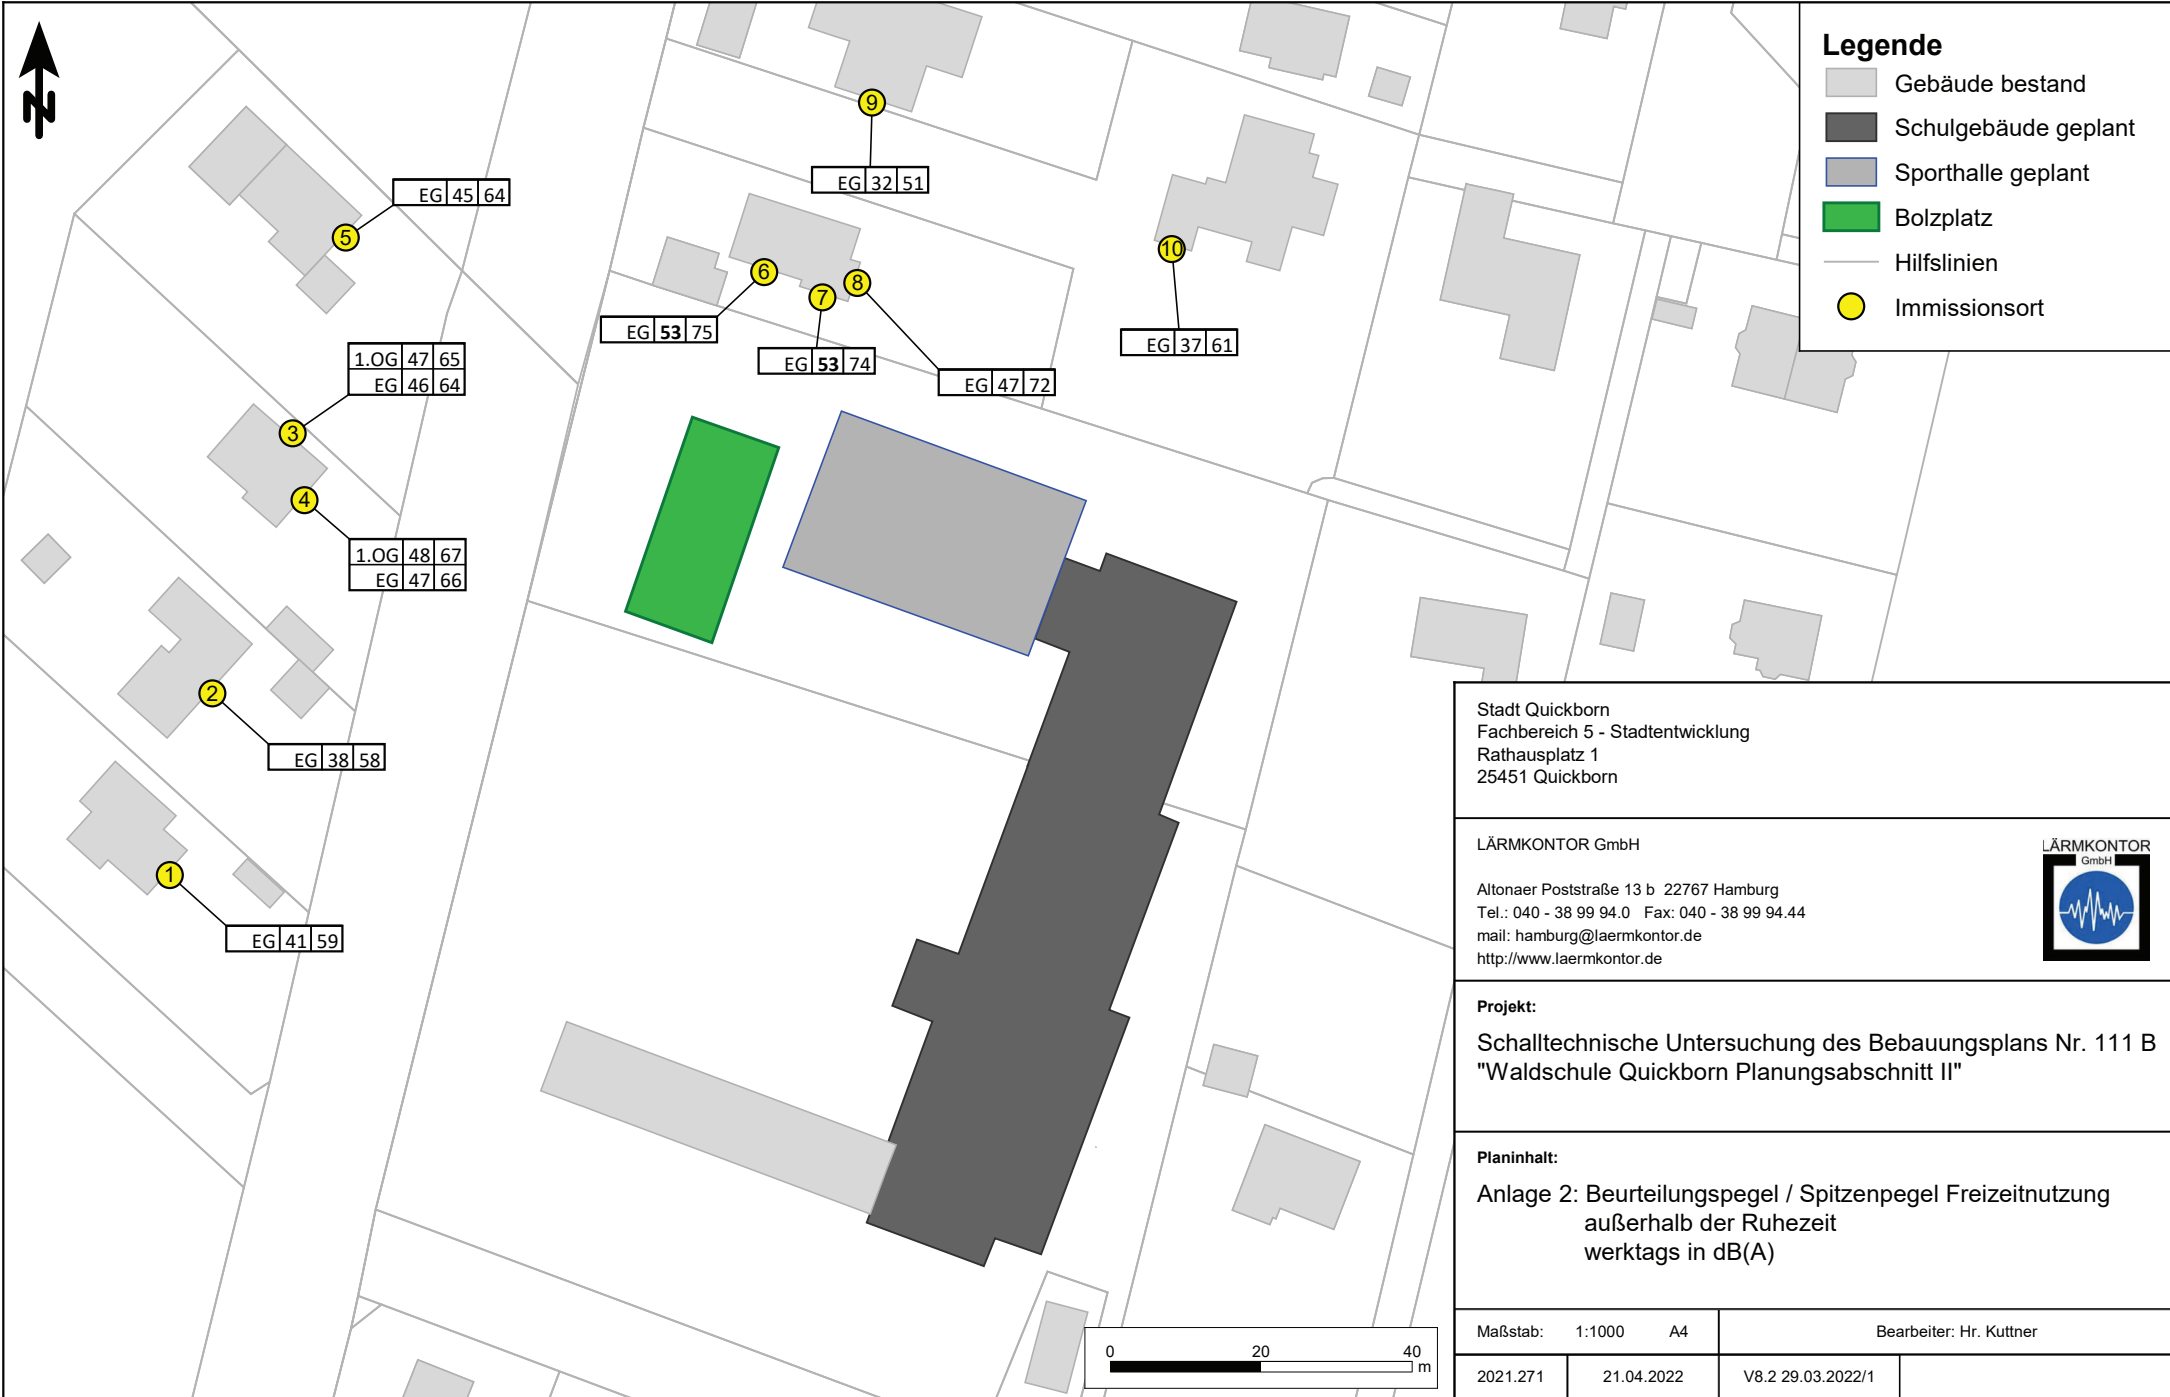 N
9
EG 32 51
5
EG 45 64
6
EG 53 75
7
EG 53 74
8
EG 47 72
10
EG 37 61
1.OG 47 65
EG 46 64
3
4
1.OG 48 67
EG 47 66
2
EG 38 58
1
EG 41 59
Legende
Gebäude bestand
Schulgebäude geplant
Sporthalle geplant
Bolzplatz
Hilfslinien
Immissionsort
Stadt Quickborn
Fachbereich 5 - Stadtentwicklung
Rathausplatz 1
25451 Quickborn
LÄRMKONTOR GmbH
Altonaer Poststraße 13 b 22767 Hamburg
Tel.: 040 - 38 99 94.0 Fax: 040 - 38 99 94.44
mail: hamburg@laermkontor.de
http://www.laermkontor.de
LÄRMKONTOR
GmbH
Projekt:
Schalltechnische Untersuchung des Bebauungsplans Nr. 111 B
"Waldschule Quickborn Planungsabschnitt II"
Planinhalt:
Anlage 2: Beurteilungspegel / Spitzenpegel Freizeitnutzung
außerhalb der Ruhezeit
werktags in dB(A)
Maßstab: 1:1000 A4
Bearbeiter: Hr. Kuttner
2021.271 21.04.2022 V8.2 29.03.2022/1
0 20 40
m